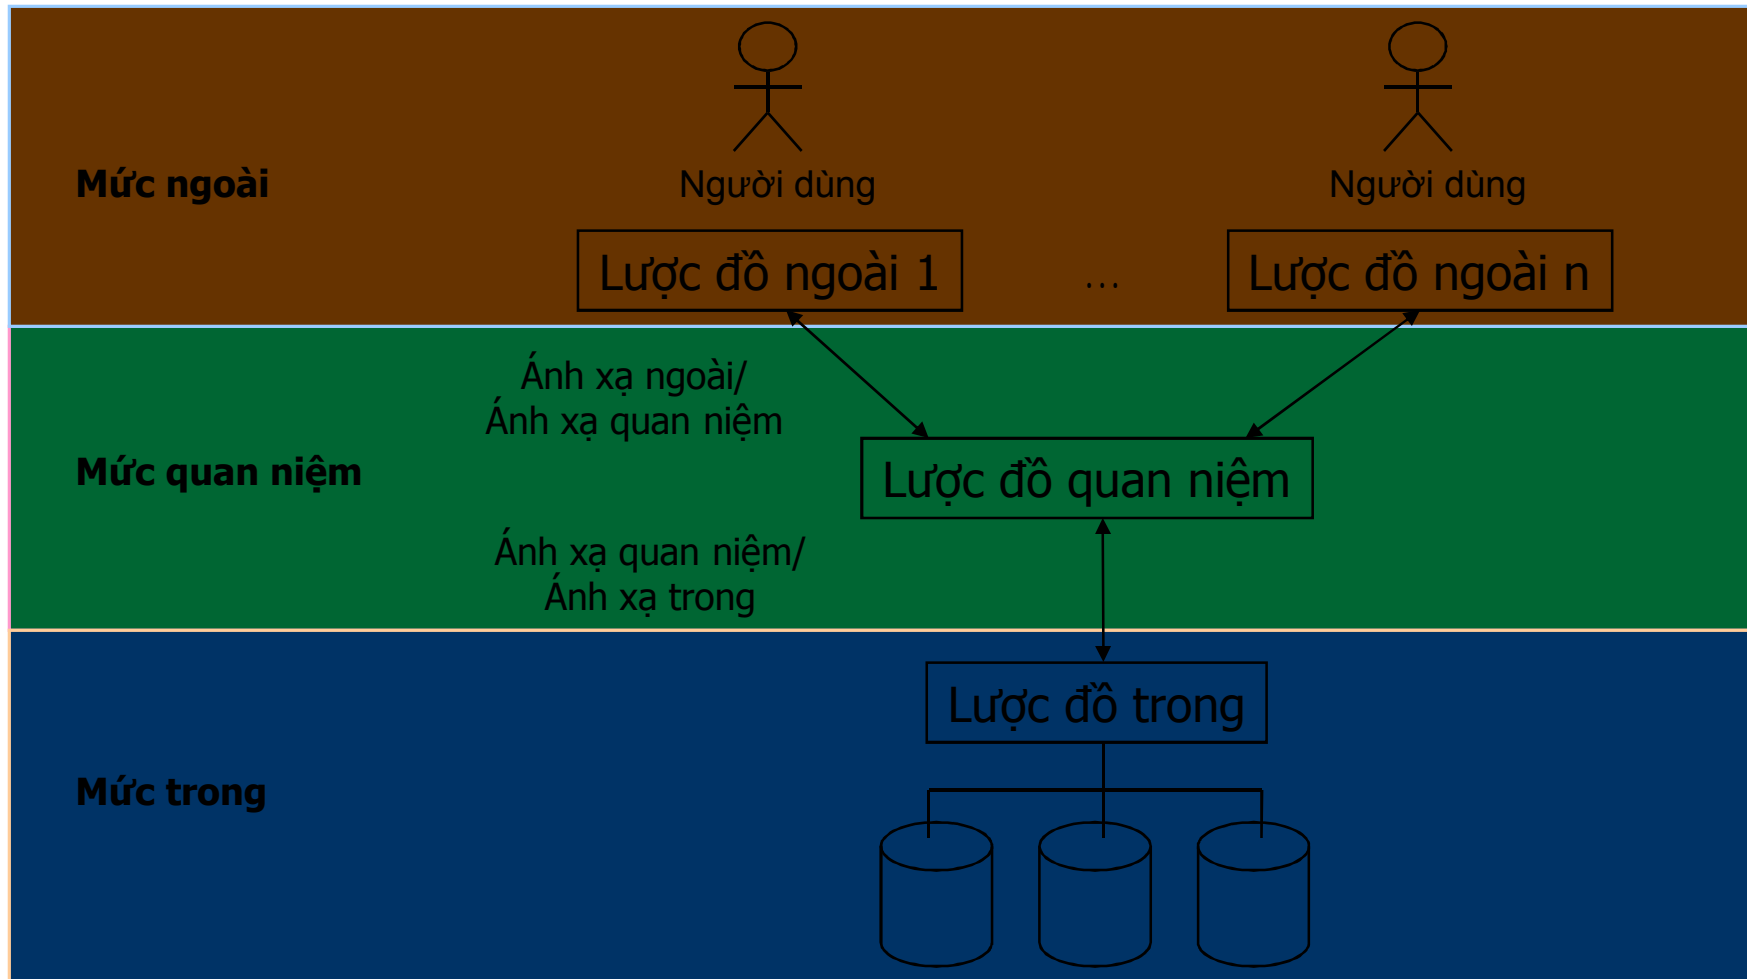 Mức ngoài
Người dùng
Người dùng
Lược đồ ngoài 1
...
Lược đồ ngoài n
Ánh xạ ngoài/
Ánh xạ quan niệm
Mức quan niệm
Lược đồ quan niệm
Ánh xạ quan niệm/
Ánh xạ trong
Lược đồ trong
Mức trong